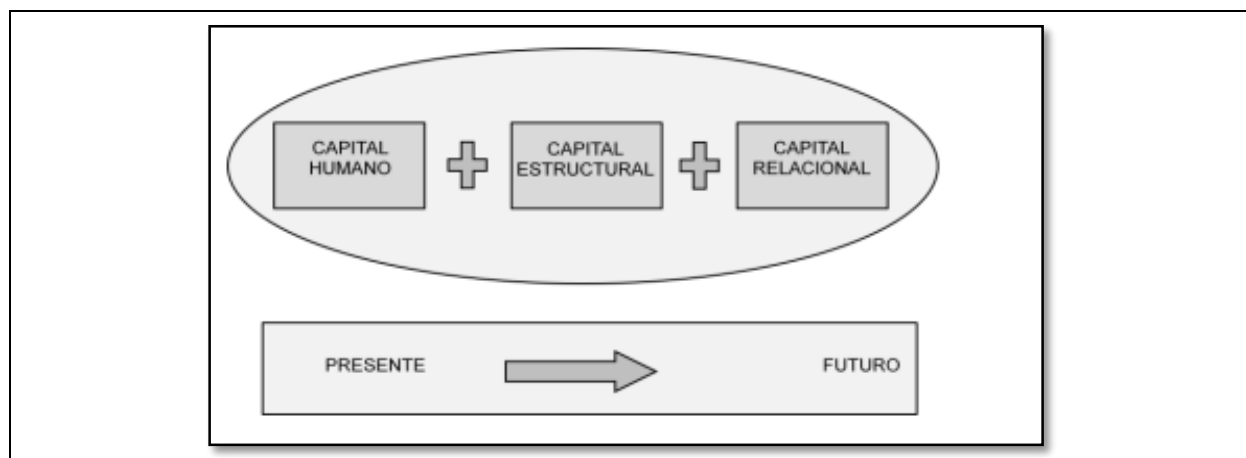 CAPITAL
HUMANO
CAPITAL
ESTRUCTURAL
CAPITAL
RELACIONAL
PRESENTE
FUTURO